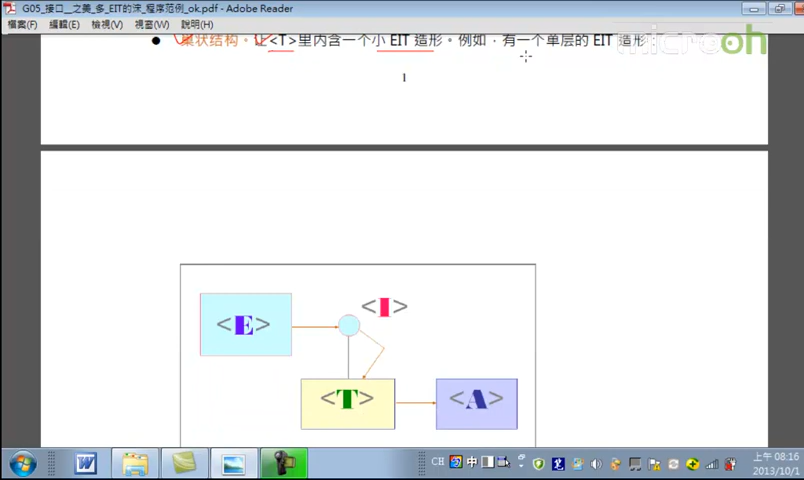 G05_接口__之美_多_EIT的床_程序范例_ok.pdf - Adobe Reader
檔案(F) 編輯(E) 檢視(V) 視窗(W) 說明(H)
microoh
● 巢状结构。让<T>里内含一个小 EIT 造形。例如，有一个单层的 EIT 造形
1
<I>
<E>
<T> <A>
CH 中
上午 08:16
2013/10/1